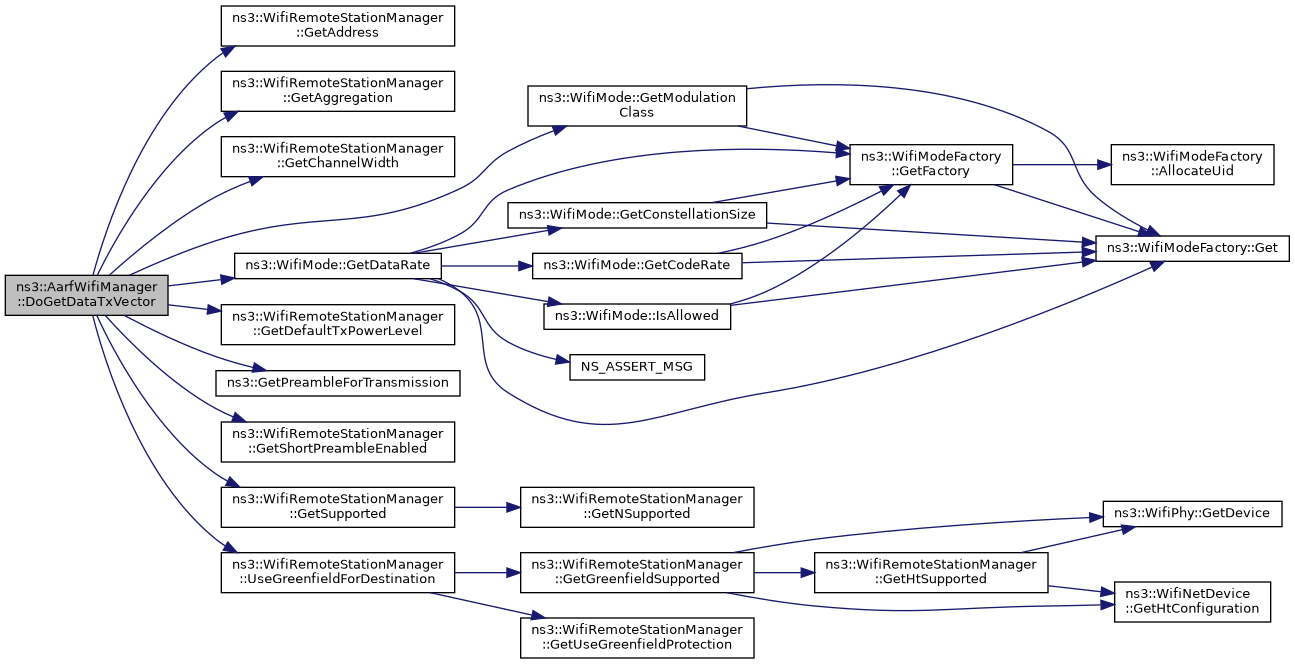 ns3::AarfWifiManager
::DoGetDataTxVector
ns3::WifiRemoteStationManager
::GetAddress
ns3::WifiRemoteStationManager
::GetAggregation
ns3::WifiRemoteStationManager
::GetChannelWidth
ns3::WifiMode::GetDataRate
ns3::WifiRemoteStationManager
::GetDefaultTxPowerLevel
ns3::GetPreambleForTransmission
ns3::WifiRemoteStationManager
::GetShortPreambleEnabled
ns3::WifiRemoteStationManager
::GetSupported
ns3::WifiRemoteStationManager
::UseGreenfieldForDestination
ns3::WifiMode::GetModulation
Class
ns3::WifiMode::GetConstellationSize
ns3::WifiMode::GetCodeRate
ns3::WifiMode::IsAllowed
NS_ASSERT_MSG
ns3::WifiRemoteStationManager
::GetNSupported
ns3::WifiRemoteStationManager
::GetGreenfieldSupported
ns3::WifiRemoteStationManager
::GetUseGreenfieldProtection
ns3::WifiModeFactory
::GetFactory
ns3::WifiRemoteStationManager
::GetHtSupported
ns3::WifiModeFactory
::AllocateUid
ns3::WifiModeFactory::Get
ns3::WifiPhy::GetDevice
ns3::WifiNetDevice
::GetHtConfiguration